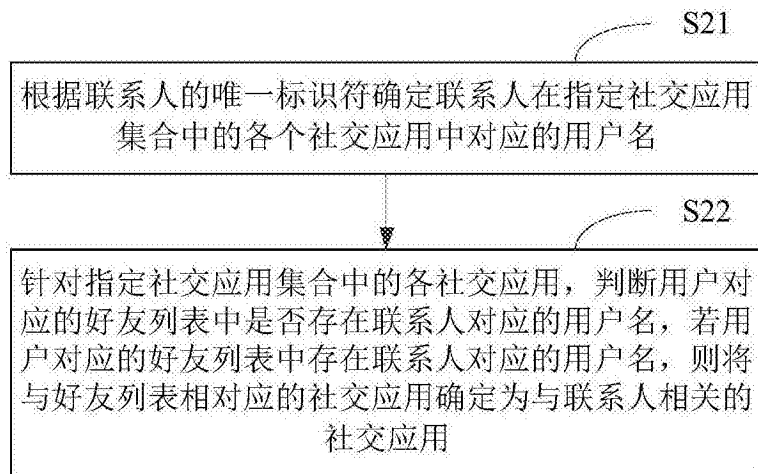 S21
根据联系人的唯一标识符确定联系人在指定社交应用
集合中的各个社交应用中对应的用户名
S22
针对指定社交应用集合中的各社交应用，判断用户对
应的好友列表中是否存在联系人对应的用户名，若用
户对应的好友列表中存在联系人对应的用户名，则将
与好友列表相对应的社交应用确定为与联系人相关的
社交应用